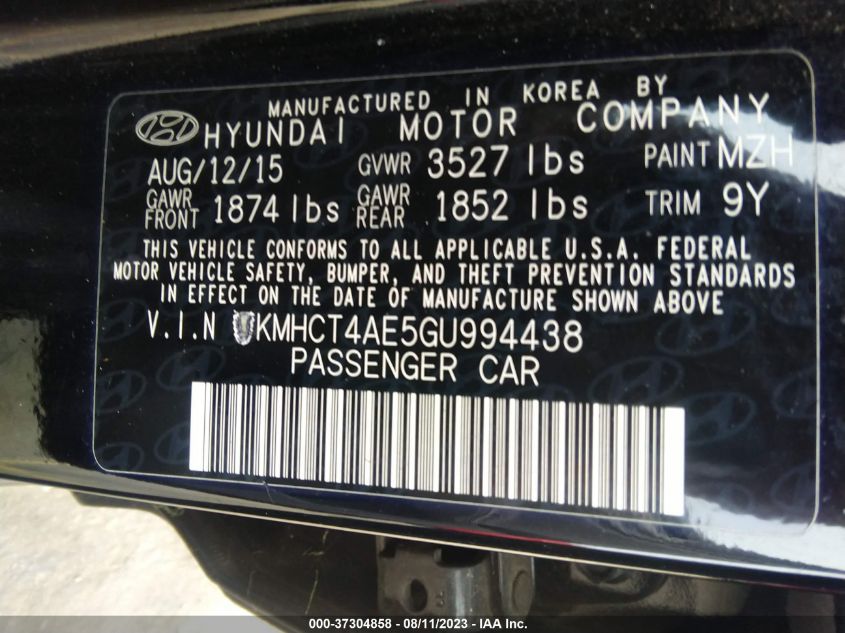 MANUFACTURED IN KOREA BY
HYUNDAI MOTOR COMPANY
AUG/12/15 GVWR 3527 lbs PAINT MZH
GAWR FRONT 1874 lbs GAWR REAR 1852 lbs TRIM 9Y
THIS VEHICLE CONFORMS TO ALL APPLICABLE U.S.A. FEDERAL
MOTOR VEHICLE SAFETY, BUMPER, AND THEFT PREVENTION STANDARDS
IN EFFECT ON THE DATE OF MANUFACTURE SHOWN ABOVE
V.I.N KMHCT4AE5GU994438
PASSENGER CAR
000-37304858 - 08/11/2023 - IAA Inc.